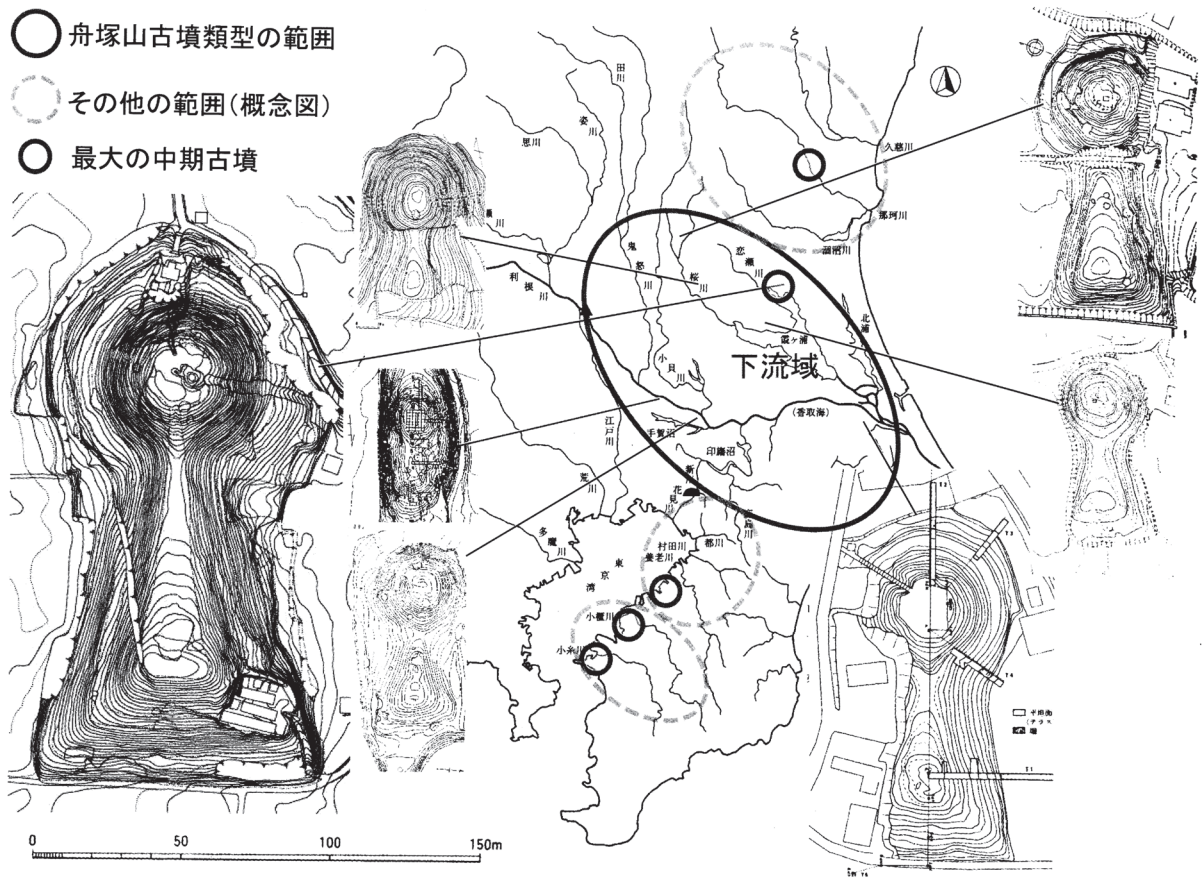 舟塚山古墳類型の範囲
その他の範囲(概念図)
最大の中期古墳
田川
姿川
思川
久慈川
那珂川
涸沼川
鬼怒川
恋瀬川
桜川
利根川
北浦
霞ヶ浦
小貝川
下流域
(香取海)
江戸川
手賀沼
印旛沼
新
花見川
荒川
多摩川
村田川
都川
養老川
東京湾
小櫃川
小糸川
T3
T4
S1
0
50
100
150m